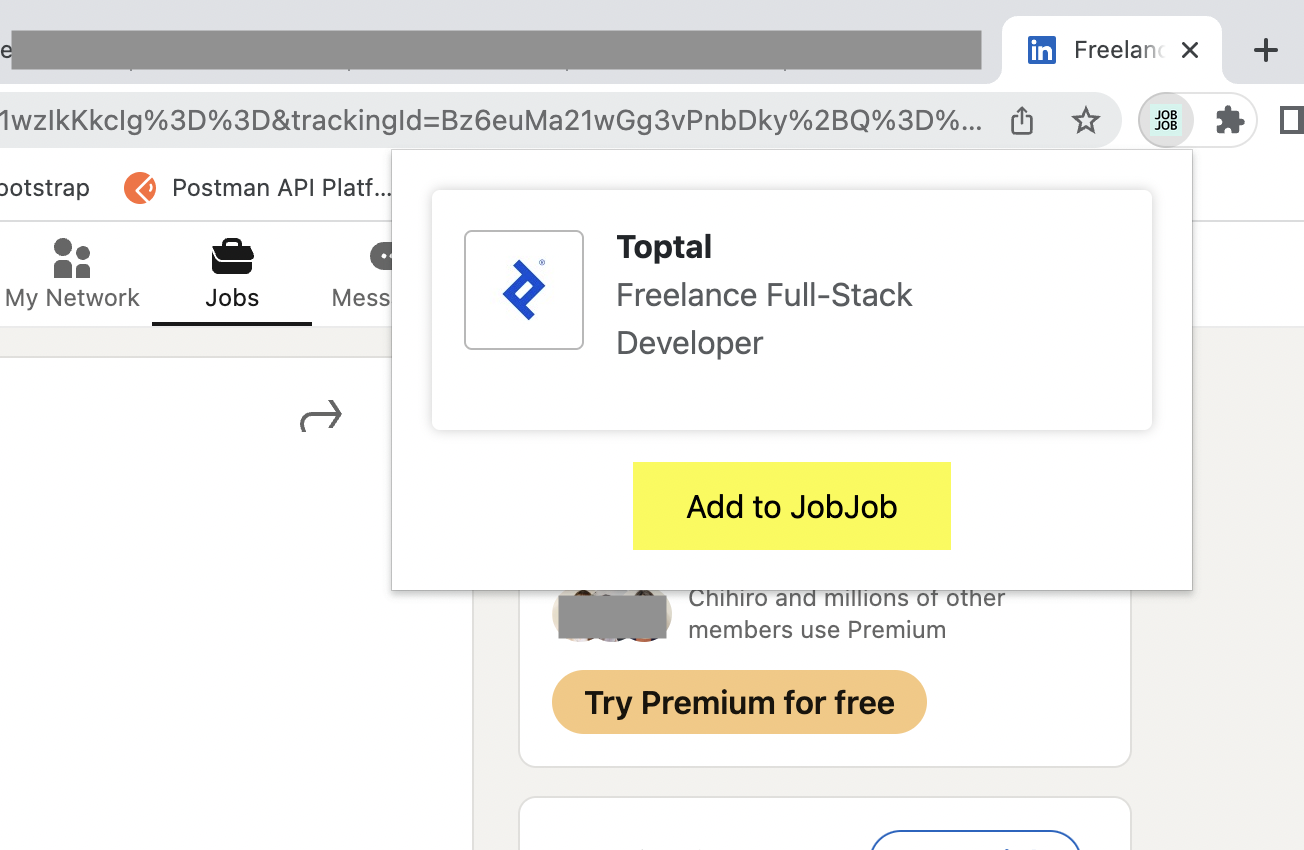 e
Freelanc
1wzIkKkcIg%3D%3D&trackingId=Bz6euMa21wGg3vPnbDky%2BQ%3D%...
JOB
JOB
ootstrap
Postman API Platf...
My Network
Jobs
Mess
Toptal
Freelance Full-Stack
Developer
Add to JobJob
Chihiro and millions of other
members use Premium
Try Premium for free